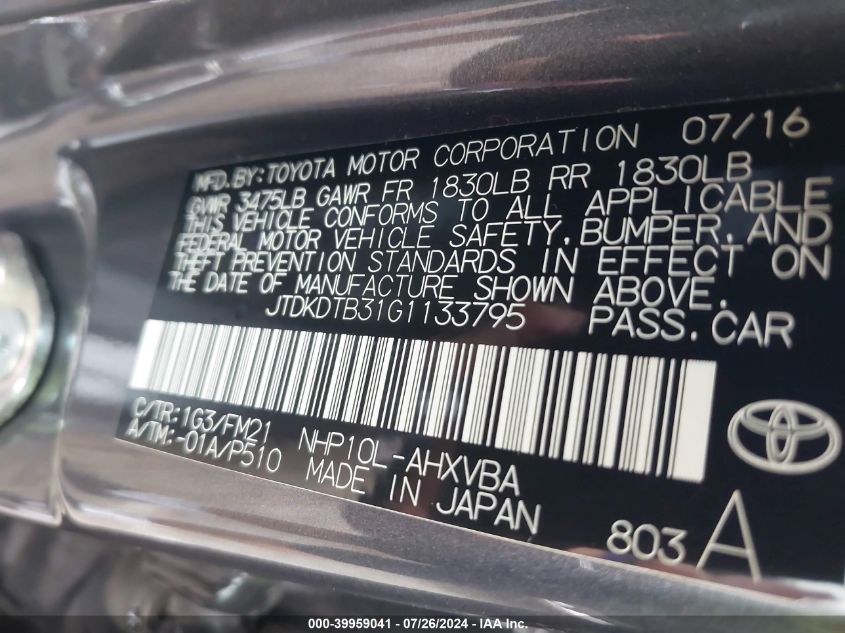 MFD.BY:TOYOTA MOTOR CORPORATION 07/16
GVWR 3475LB GAWR FR 1830LB RR 1830LB
THIS VEHICLE CONFORMS TO ALL APPLICABLE
FEDERAL MOTOR VEHICLE SAFETY,BUMPER,AND
THEFT PREVENTION STANDARDS IN EFFECT ON
THE DATE OF MANUFACTURE SHOWN ABOVE.
JTDKDTB31G1133795 PASS.CAR
C/TR:1G3/FM21 NHP10L-AHXVBA
A/TM:-01A/P510 MADE IN JAPAN
803 A
000-39959041 / 07/26/2024 - IAA Inc.